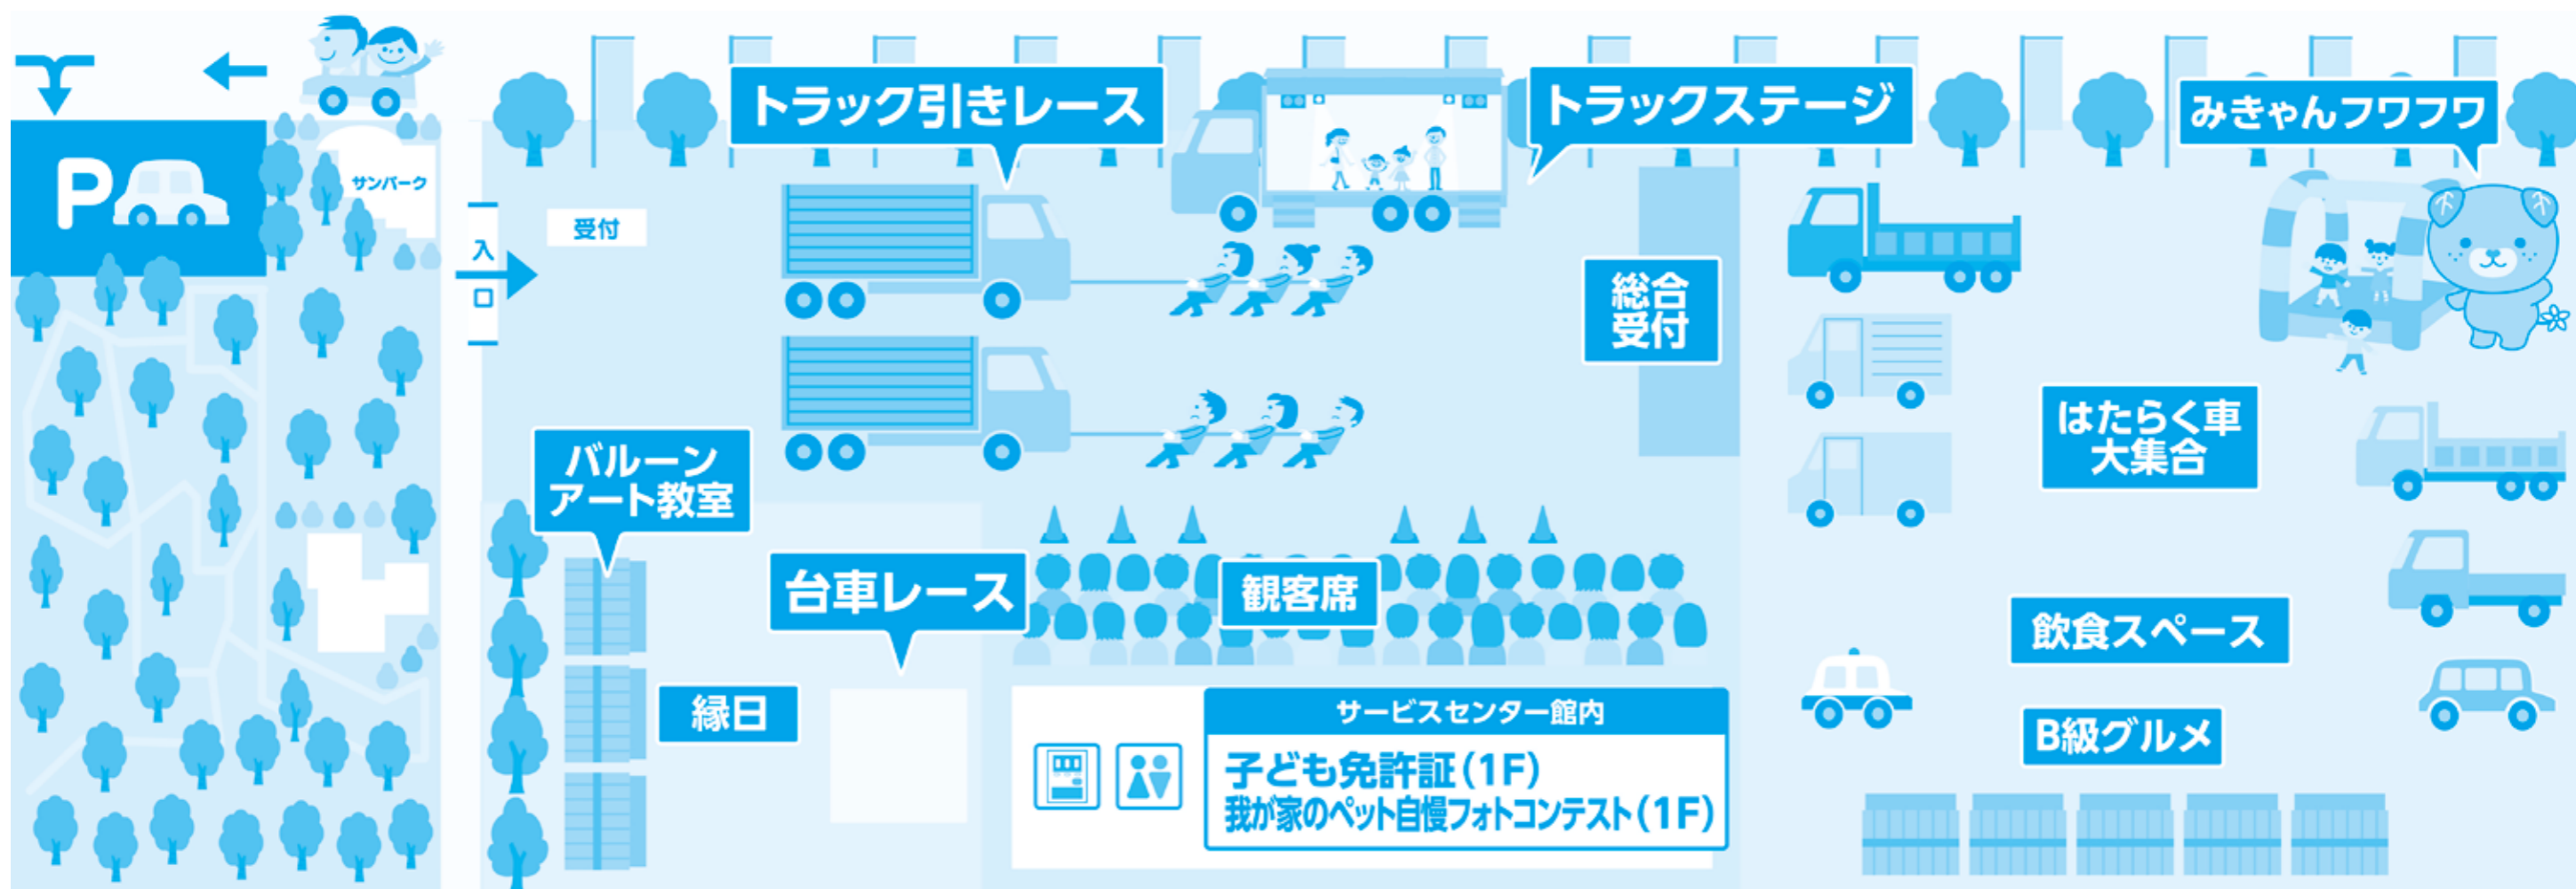 トラック引きレース
トラックステージ
みきゃんフワフワ
P
サンパーク
受付
入口
総合
受付
はたらく車
大集合
バルーン
アート教室
台車レース
観客席
飲食スペース
縁日
サービスセンター館内
B級グルメ
子ども免許証(1F)
我が家のペット自慢フォトコンテスト(1F)